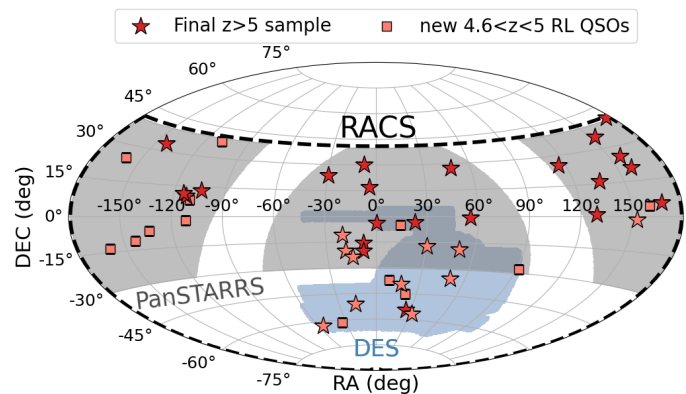 Final z>5 sample
new 4.6<z<5 RL QSOs
75°
60°
45°
RACS
30°
15°
-150° -120° -90° -60° -30° 0° 30° 60° 90° 120° 150°
0°
DEC (deg)
-15°
-30°
PanSTARRS
-45°
DES
-60°
-75°
RA (deg)